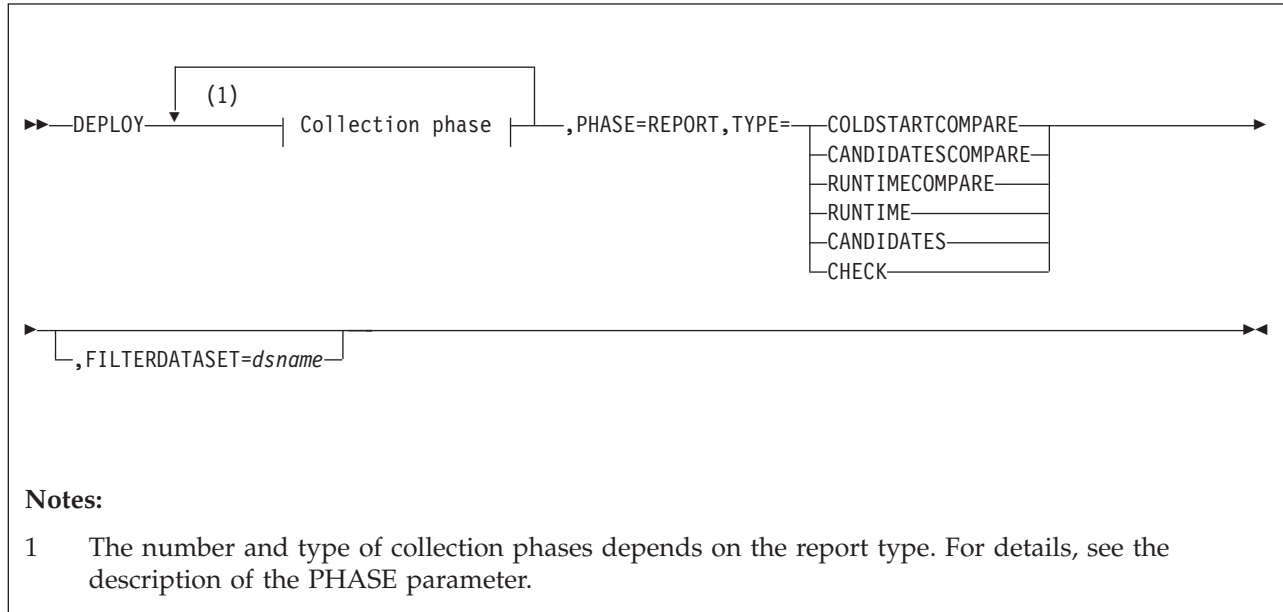 (1)
DEPLOY Collection phase ,PHASE=REPORT,TYPE= COLDSTARTCOMPARE
CANDIDATESCOMPARE
RUNTIMECOMPARE
RUNTIME
CANDIDATES
CHECK
,FILTERDATASET=dsname
Notes:
1 The number and type of collection phases depends on the report type. For details, see the
description of the PHASE parameter.